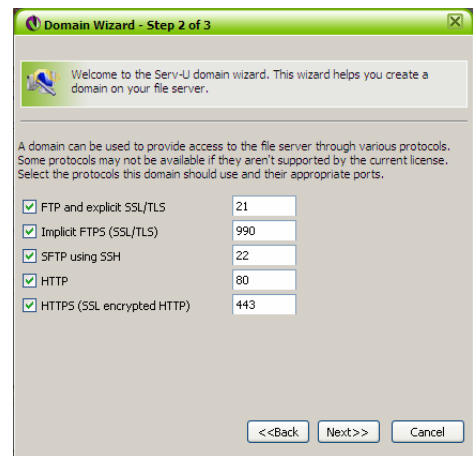 Domain Wizard - Step 2 of 3
Welcome to the Serv-U domain wizard. This wizard helps you create a
domain on your file server.
A domain can be used to provide access to the file server through various protocols.
Some protocols may not be available if they aren't supported by the current license.
Select the protocols this domain should use and their appropriate ports.
FTP and explicit SSL/TLS 21
Implicit FTPS (SSL/TLS) 990
SFTP using SSH 22
HTTP 80
HTTPS (SSL encrypted HTTP) 443
<<Back Next>> Cancel